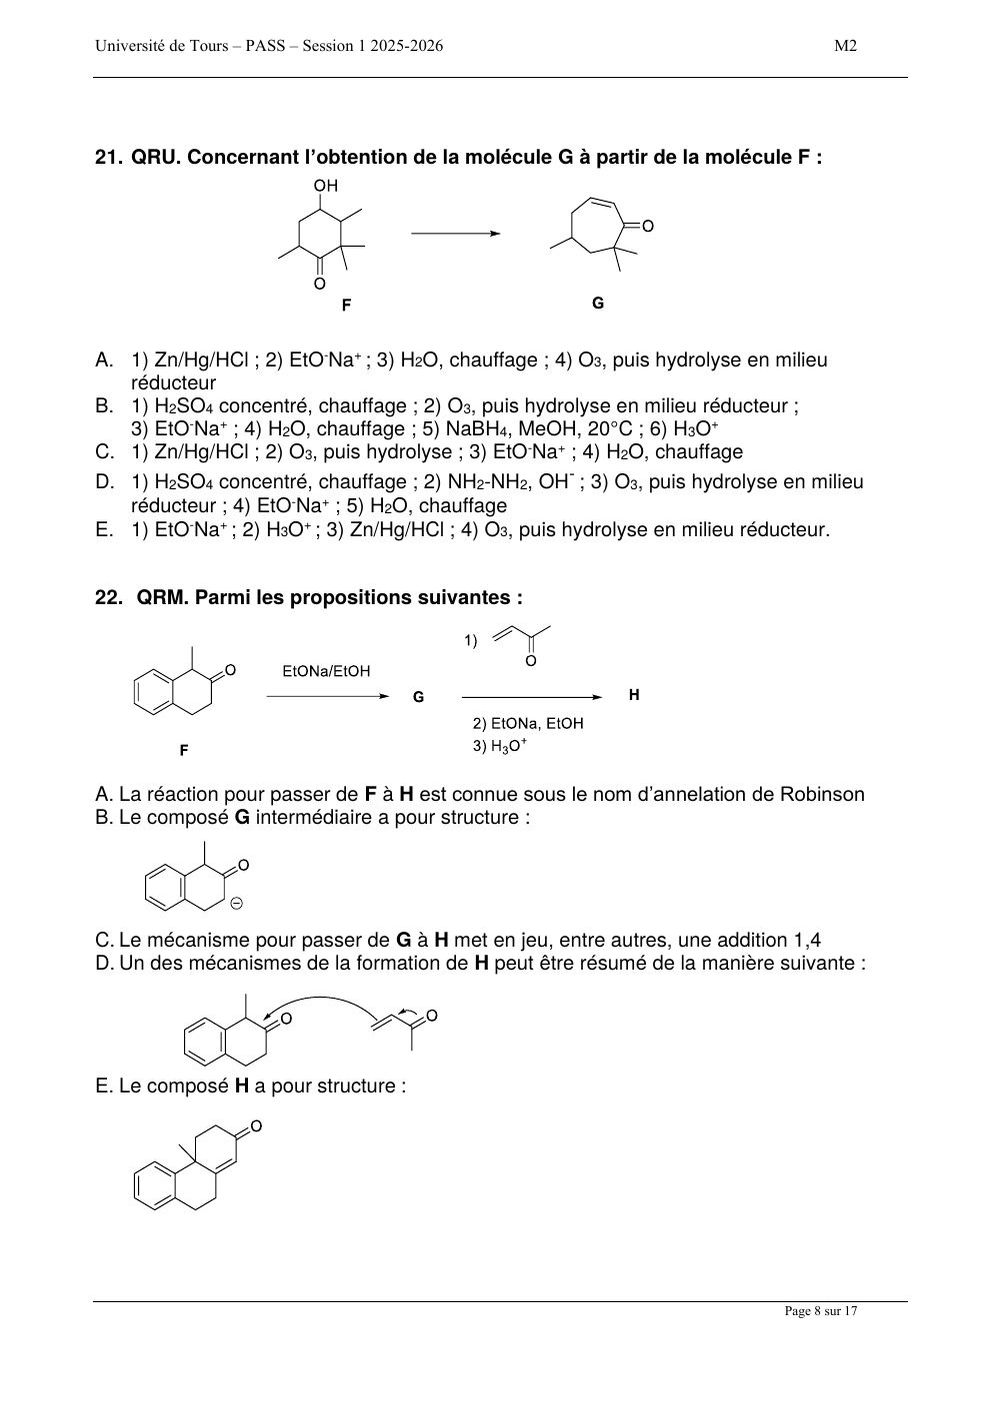 Université de Tours – PASS – Session 1 2025-2026 M2
21. QRU. Concernant l'obtention de la molécule G à partir de la molécule F :
OH
O
O
F
G
A. 1) Zn/Hg/HCl ; 2) EtO⁻Na⁺ ; 3) H₂O, chauffage ; 4) O₃, puis hydrolyse en milieu
réducteur
B. 1) H₂SO₄ concentré, chauffage ; 2) O₃, puis hydrolyse en milieu réducteur ;
3) EtO⁻Na⁺ ; 4) H₂O, chauffage ; 5) NaBH₄, MeOH, 20°C ; 6) H₃O⁺
C. 1) Zn/Hg/HCl ; 2) O₃, puis hydrolyse ; 3) EtO⁻Na⁺ ; 4) H₂O, chauffage
D. 1) H₂SO₄ concentré, chauffage ; 2) NH₂-NH₂, OH⁻ ; 3) O₃, puis hydrolyse en milieu
réducteur ; 4) EtO⁻Na⁺ ; 5) H₂O, chauffage
E. 1) EtO⁻Na⁺ ; 2) H₃O⁺ ; 3) Zn/Hg/HCl ; 4) O₃, puis hydrolyse en milieu réducteur.
22. QRM. Parmi les propositions suivantes :
1)
O
O
EtONa/EtOH
G
H
2) EtONa, EtOH
3) H₃O⁺
F
A. La réaction pour passer de F à H est connue sous le nom d'annelation de Robinson
B. Le composé G intermédiaire a pour structure :
O
⊖
C. Le mécanisme pour passer de G à H met en jeu, entre autres, une addition 1,4
D. Un des mécanismes de la formation de H peut être résumé de la manière suivante :
O
O
E. Le composé H a pour structure :
O
Page 8 sur 17